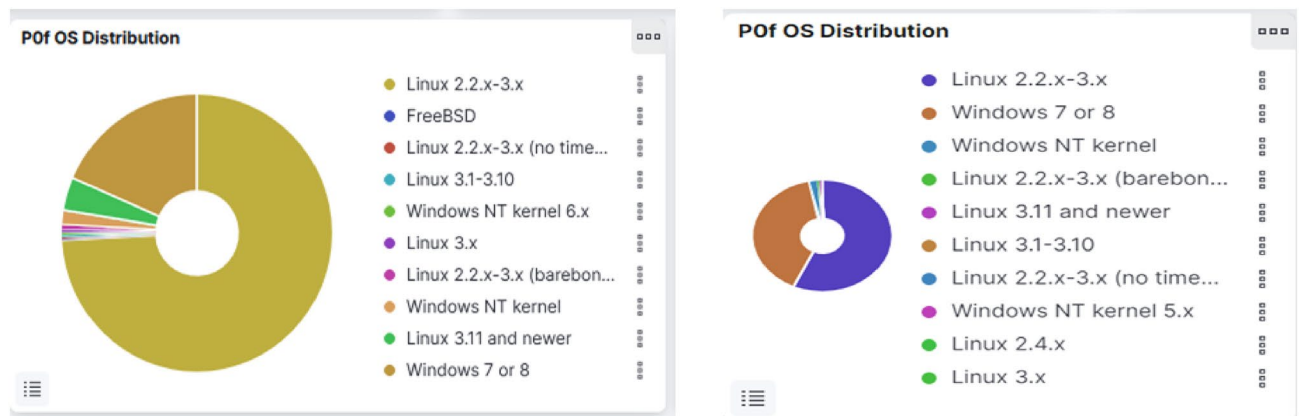 P0f OS Distribution
Linux 2.2.x-3.x
FreeBSD
Linux 2.2.x-3.x (no time...
Linux 3.1-3.10
Windows NT kernel 6.x
Linux 3.x
Linux 2.2.x-3.x (barebon...
Windows NT kernel
Linux 3.11 and newer
Windows 7 or 8
P0f OS Distribution
Linux 2.2.x-3.x
Windows 7 or 8
Windows NT kernel
Linux 2.2.x-3.x (barebon...
Linux 3.11 and newer
Linux 3.1-3.10
Linux 2.2.x-3.x (no time...
Windows NT kernel 5.x
Linux 2.4.x
Linux 3.x